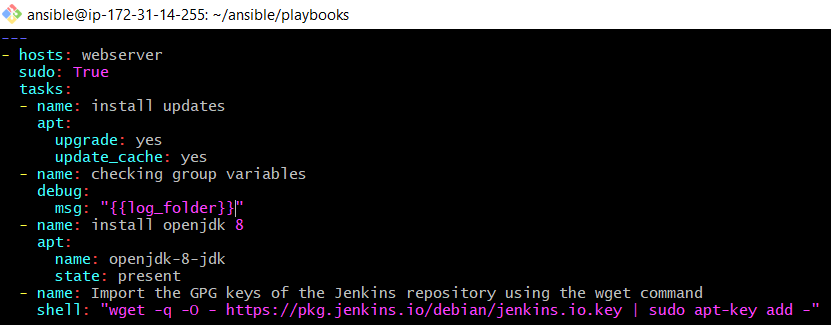 ansible@ip-172-31-14-255: ~/ansible/playbooks
---
- hosts: webserver
  sudo: True
  tasks:
  - name: install updates
    apt:
      upgrade: yes
      update_cache: yes
  - name: checking group variables
    debug:
      msg: "{{log_folder}}"
  - name: install openjdk 8
    apt:
      name: openjdk-8-jdk
      state: present
  - name: Import the GPG keys of the Jenkins repository using the wget command
    shell: "wget -q -O - https://pkg.jenkins.io/debian/jenkins.io.key | sudo apt-key add -"